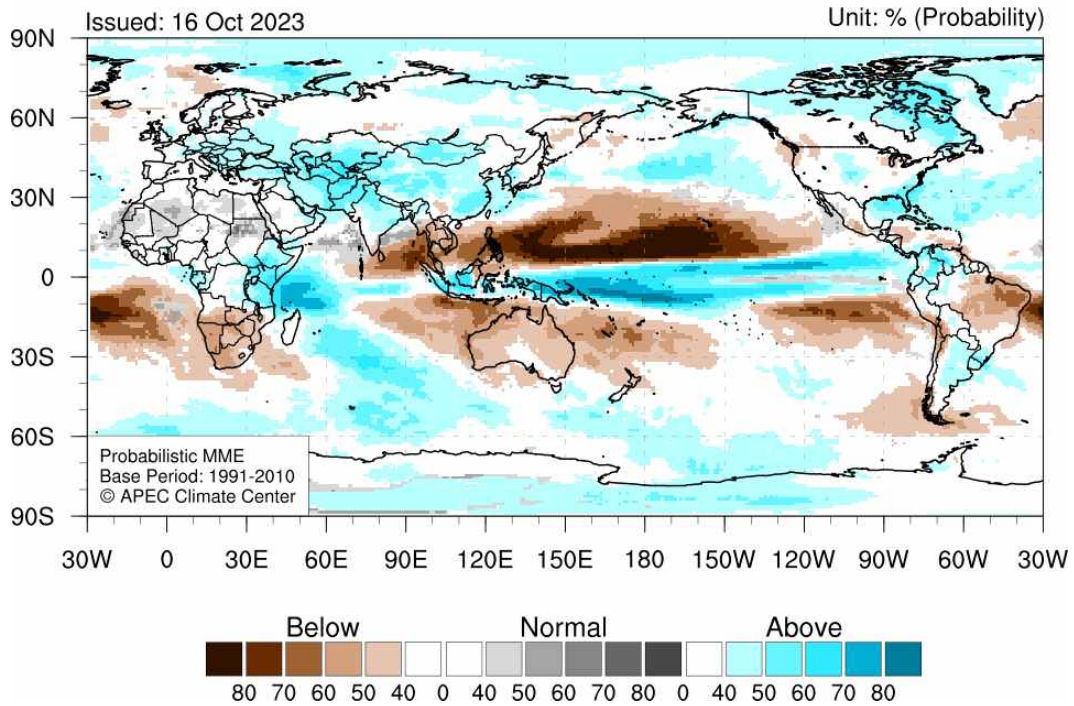 Issued: 16 Oct 2023 Unit: % (Probability)
90N
60N
30N
0
30S
60S
90S
Probabilistic MME
Base Period: 1991-2010
© APEC Climate Center
30W 0 30E 60E 90E 120E 150E 180 150W 120W 90W 60W 30W
Below Normal Above
80 70 60 50 40 0 40 50 60 70 80 0 40 50 60 70 80